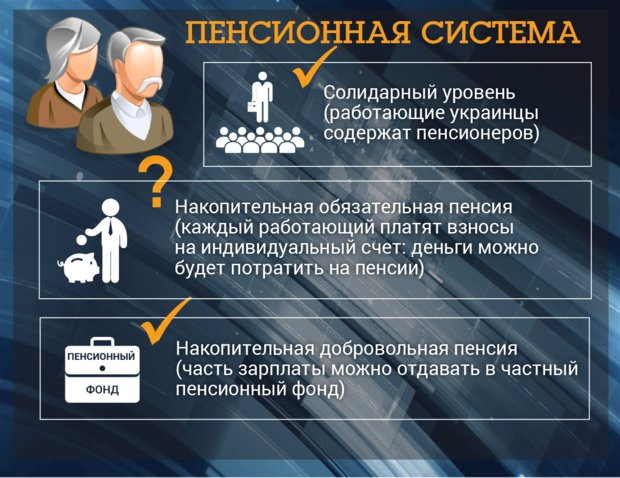 ПЕНСИОННАЯ СИСТЕМА
Солидарный уровень
(работающие украинцы
содержат пенсионеров)
?
Накопительная обязательная пенсия
(каждый работающий платят взносы
на индивидуальный счет: деньги можно
будет потратить на пенсии)
ПЕНСИОННЫЙ
ФОНД
Накопительная добровольная пенсия
(часть зарплаты можно отдавать в частный
пенсионный фонд)